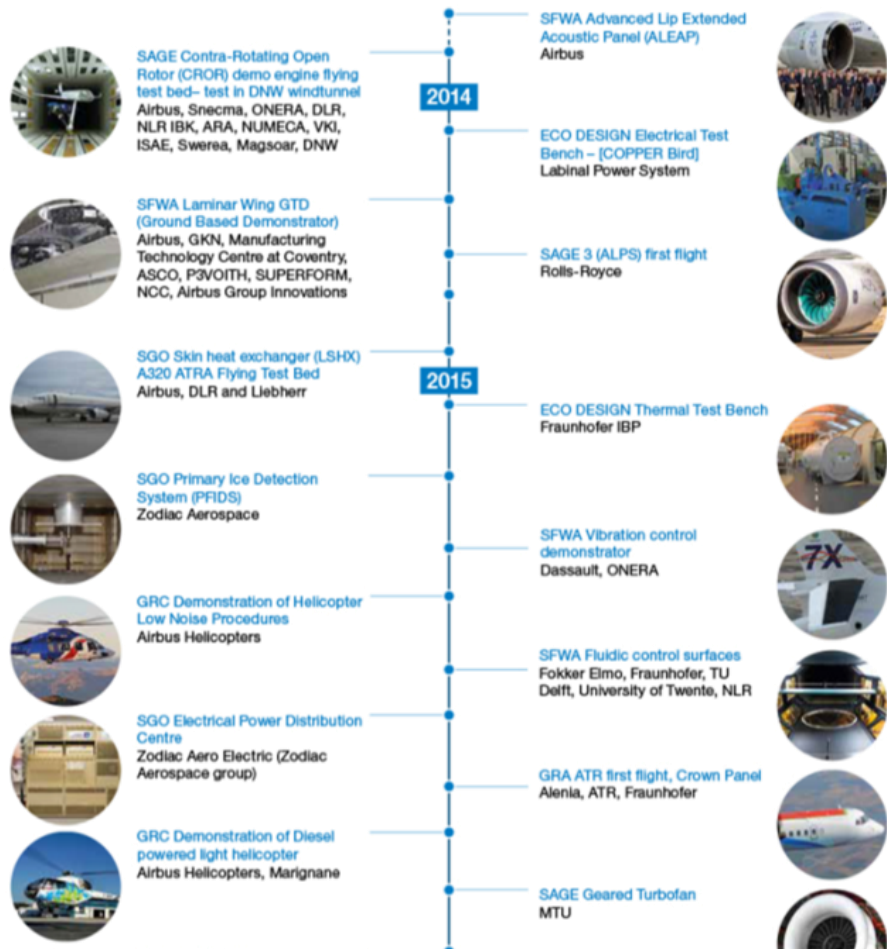 SFWA Advanced Lip Extended
Acoustic Panel (ALEAP)
Airbus
SAGE Contra-Rotating Open
Rotor (CROR) demo engine flying
test bed– test in DNW windtunnel
Airbus, Snecma, ONERA, DLR,
NLR IBK, ARA, NUMECA, VKI,
ISAE, Swerea, Magsoar, DNW
2014
ECO DESIGN Electrical Test
Bench – [COPPER Bird]
Labinal Power System
SFWA Laminar Wing GTD
(Ground Based Demonstrator)
Airbus, GKN, Manufacturing
Technology Centre at Coventry,
ASCO, P3VOITH, SUPERFORM,
NCC, Airbus Group Innovations
SAGE 3 (ALPS) first flight
Rolls-Royce
SGO Skin heat exchanger (LSHX)
A320 ATRA Flying Test Bed
Airbus, DLR and Liebherr
2015
ECO DESIGN Thermal Test Bench
Fraunhofer IBP
SGO Primary Ice Detection
System (PFIDS)
Zodiac Aerospace
SFWA Vibration control
demonstrator
Dassault, ONERA
7X
GRC Demonstration of Helicopter
Low Noise Procedures
Airbus Helicopters
SFWA Fluidic control surfaces
Fokker Elmo, Fraunhofer, TU
Delft, University of Twente, NLR
SGO Electrical Power Distribution
Centre
Zodiac Aero Electric (Zodiac
Aerospace group)
GRA ATR first flight, Crown Panel
Alenia, ATR, Fraunhofer
GRC Demonstration of Diesel
powered light helicopter
Airbus Helicopters, Marignane
SAGE Geared Turbofan
MTU